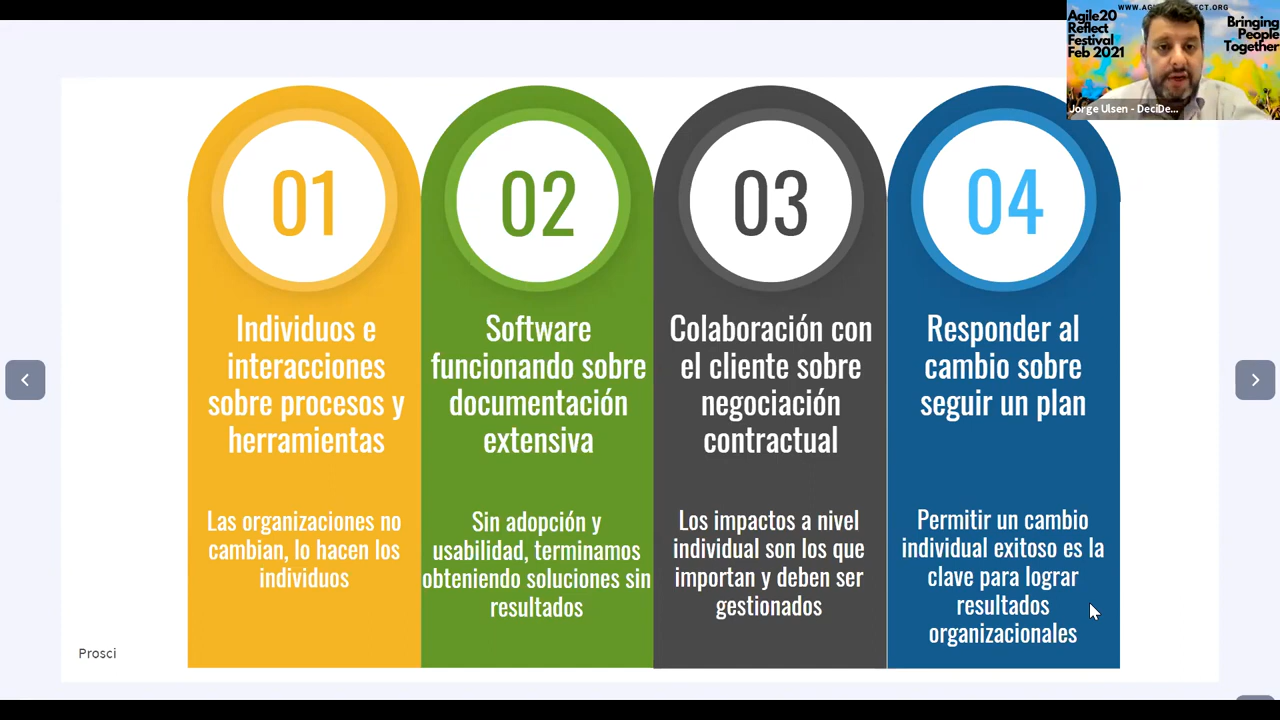 WWW.AG
ECT.ORG
Agile20
Reflect
Festival
Feb 2021
Bringing
People
Together
Jorge Ulsen - DeciDe...
01
Individuos e
interacciones
sobre procesos y
herramientas
Las organizaciones no
cambian, lo hacen los
individuos
02
Software
funcionando sobre
documentación
extensiva
Sin adopción y
usabilidad, terminamos
obteniendo soluciones sin
resultados
03
Colaboración con
el cliente sobre
negociación
contractual
Los impactos a nivel
individual son los que
importan y deben ser
gestionados
04
Responder al
cambio sobre
seguir un plan
Permitir un cambio
individual exitoso es la
clave para lograr
resultados
organizacionales
Prosci